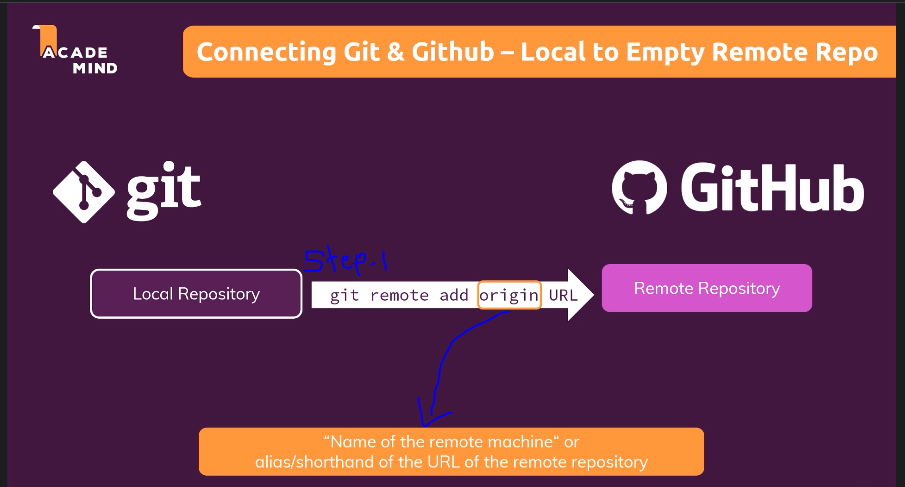 ACADE
MIND
Connecting Git & Github – Local to Empty Remote Repo
git
GitHub
Step.1
Local Repository
git remote add origin URL
Remote Repository
“Name of the remote machine“ or
alias/shorthand of the URL of the remote repository